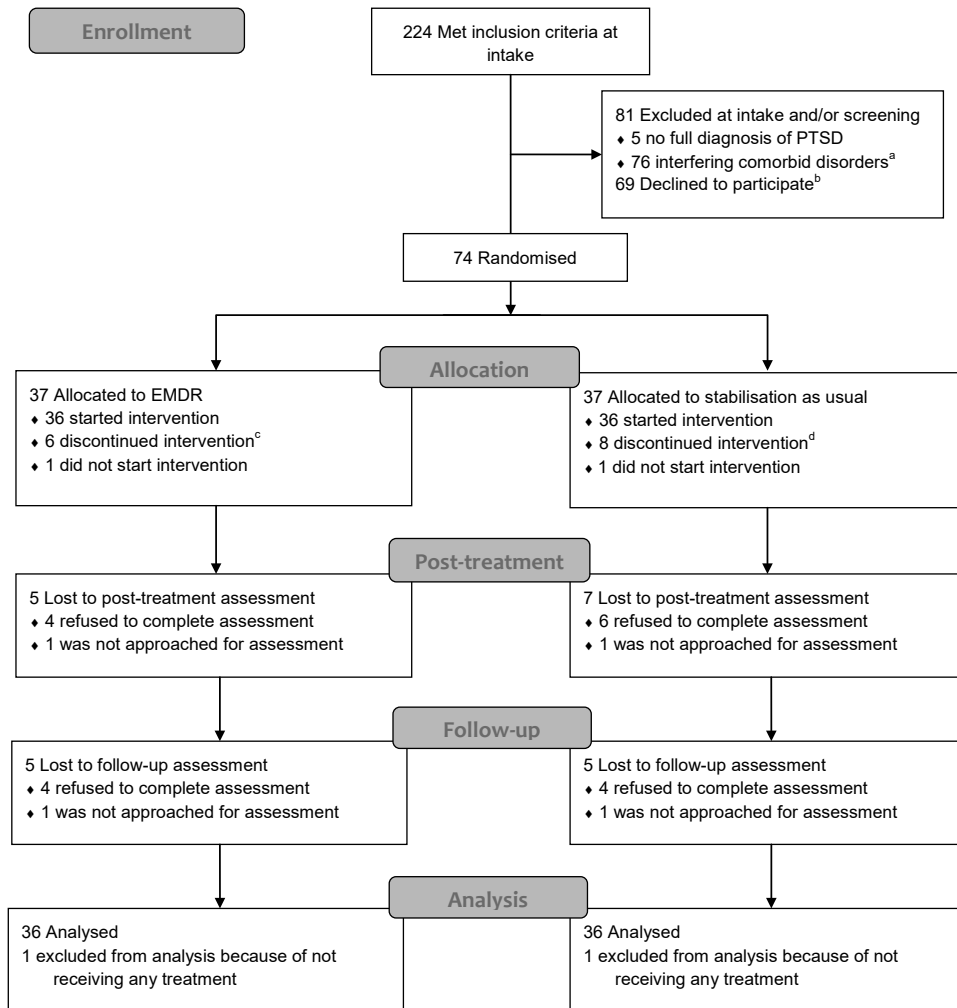 Enrollment
224 Met inclusion criteria at
intake
81 Excluded at intake and/or screening
♦ 5 no full diagnosis of PTSD
♦ 76 interfering comorbid disordersᵃ
69 Declined to participateᵇ
74 Randomised
Allocation
37 Allocated to EMDR
♦ 36 started intervention
♦ 6 discontinued interventionᶜ
♦ 1 did not start intervention
37 Allocated to stabilisation as usual
♦ 36 started intervention
♦ 8 discontinued interventionᵈ
♦ 1 did not start intervention
Post-treatment
5 Lost to post-treatment assessment
♦ 4 refused to complete assessment
♦ 1 was not approached for assessment
7 Lost to post-treatment assessment
♦ 6 refused to complete assessment
♦ 1 was not approached for assessment
Follow-up
5 Lost to follow-up assessment
♦ 4 refused to complete assessment
♦ 1 was not approached for assessment
5 Lost to follow-up assessment
♦ 4 refused to complete assessment
♦ 1 was not approached for assessment
Analysis
36 Analysed
1 excluded from analysis because of not
receiving any treatment
36 Analysed
1 excluded from analysis because of not
receiving any treatment